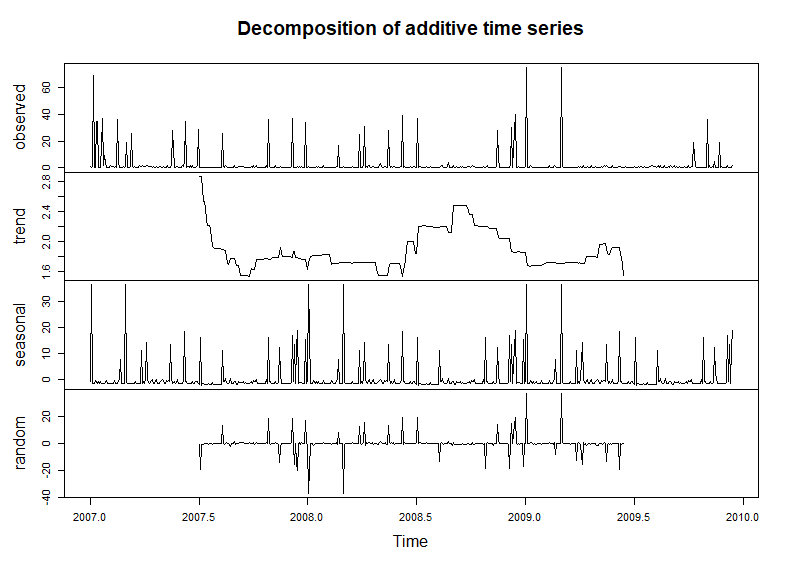 Decomposition of additive time series
observed
0 20 40 60
trend
1.6 2.0 2.4 2.8
seasonal
0 10 20 30
random
-40 -20 0 20
2007.0 2007.5 2008.0 2008.5 2009.0 2009.5 2010.0
Time